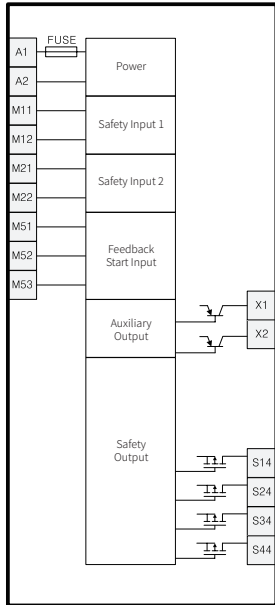 FUSE
A1
Power
A2
M11
Safety Input 1
M12
M21
Safety Input 2
M22
M51
Feedback
Start Input
M52
M53
X1
Auxiliary
Output
X2
Safety
Output
S14
S24
S34
S44